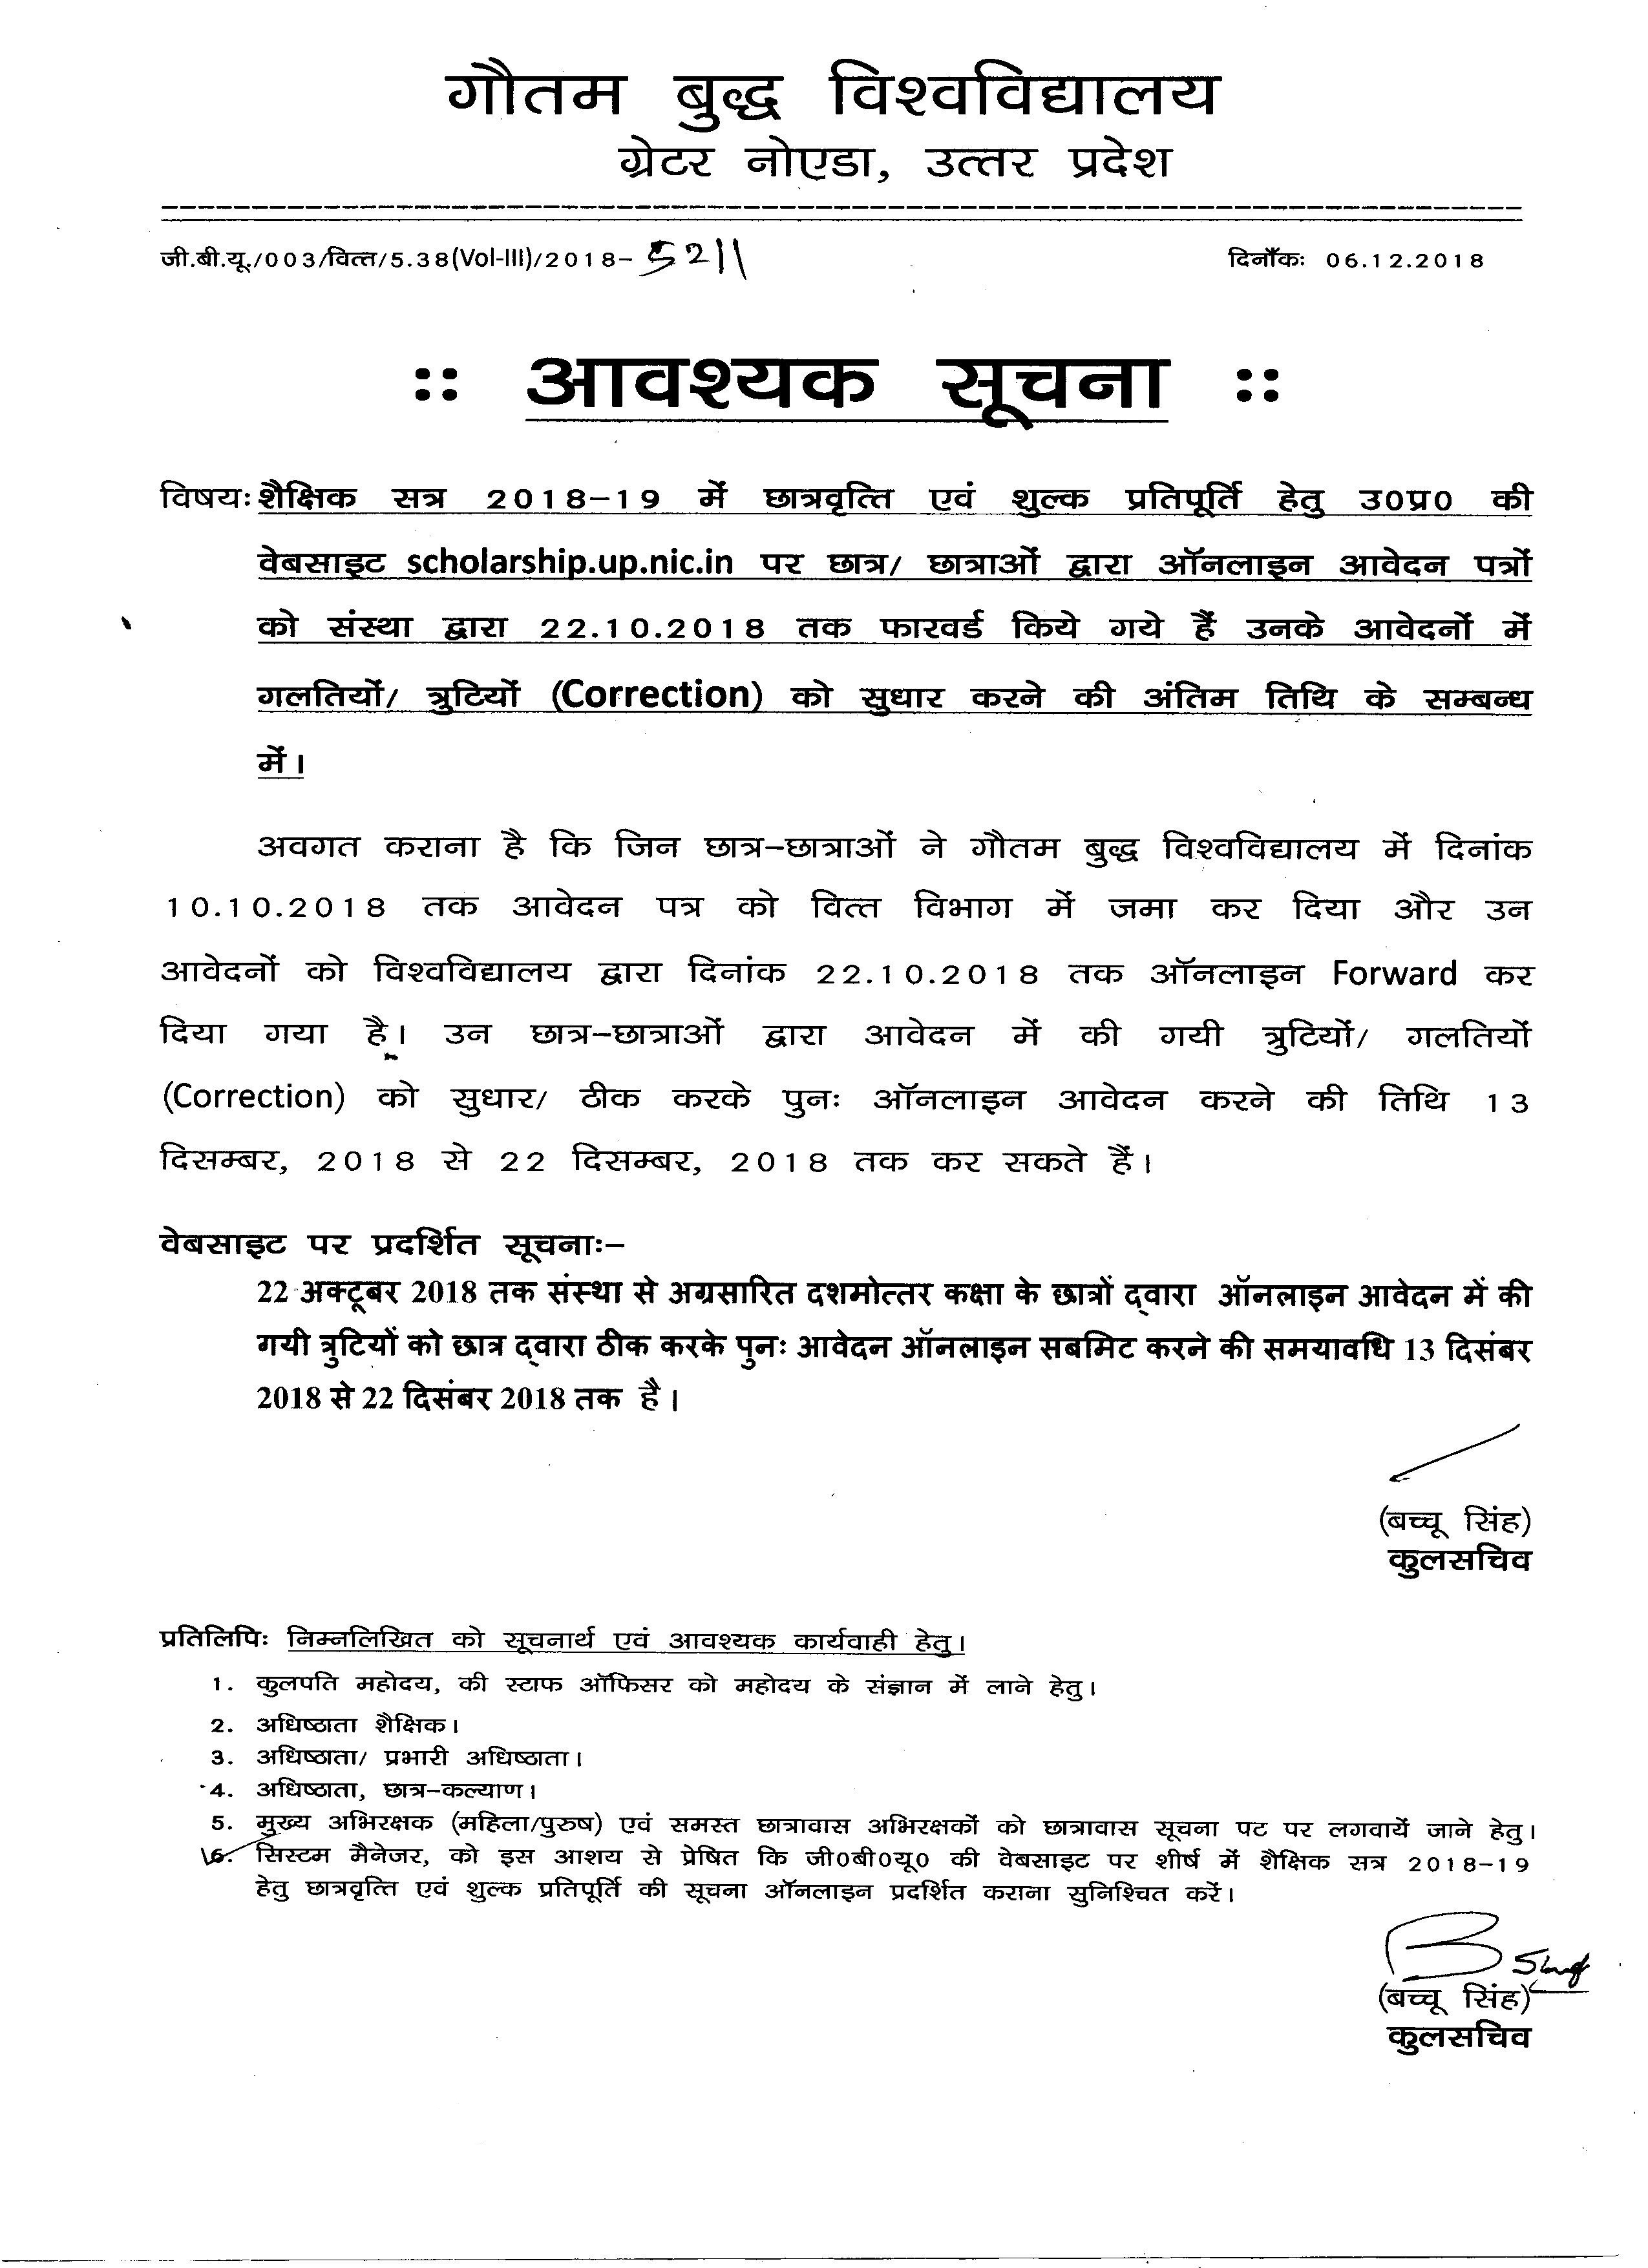 गौतम बुद्ध विश्वविद्यालय
ग्रेटर नोएडा, उत्तर प्रदेश
जी.बी.यू./003/वित्त/5.38(Vol-III)/2018-5211
दिनाँकः 06.12.2018
:: आवश्यक सूचना ::
विषयः शैक्षिक सत्र 2018-19 में छात्रवृत्ति एवं शुल्क प्रतिपूर्ति हेतु उ0प्र0 की
वेबसाइट scholarship.up.nic.in पर छात्र/ छात्राओं द्वारा ऑनलाइन आवेदन पत्रों
को संस्था द्वारा 22.10.2018 तक फारवर्ड किये गये हैं उनके आवेदनों में
गलतियों/ त्रुटियों (Correction) को सुधार करने की अंतिम तिथि के सम्बन्ध
में।
अवगत कराना है कि जिन छात्र-छात्राओं ने गौतम बुद्ध विश्वविद्यालय में दिनांक
10.10.2018 तक आवेदन पत्र को वित्त विभाग में जमा कर दिया और उन
आवेदनों को विश्वविद्यालय द्वारा दिनांक 22.10.2018 तक ऑनलाइन Forward कर
दिया गया है। उन छात्र-छात्राओं द्वारा आवेदन में की गयी त्रुटियों/ गलतियों
(Correction) को सुधार/ ठीक करके पुनः ऑनलाइन आवेदन करने की तिथि 13
दिसम्बर, 2018 से 22 दिसम्बर, 2018 तक कर सकते हैं।
वेबसाइट पर प्रदर्शित सूचनाः-
22 अक्टूबर 2018 तक संस्था से अग्रसारित दशमोत्तर कक्षा के छात्रों द्वारा ऑनलाइन आवेदन में की
गयी त्रुटियों को छात्र द्वारा ठीक करके पुनः आवेदन ऑनलाइन सबमिट करने की समयावधि 13 दिसंबर
2018 से 22 दिसंबर 2018 तक है।
(बच्चू सिंह)
कुलसचिव
प्रतिलिपिः निम्नलिखित को सूचनार्थ एवं आवश्यक कार्यवाही हेतु।
1. कुलपति महोदय, की स्टाफ ऑफिसर को महोदय के संज्ञान में लाने हेतु।
2. अधिष्ठाता शैक्षिक।
3. अधिष्ठाता/ प्रभारी अधिष्ठाता।
4. अधिष्ठाता, छात्र-कल्याण।
5. मुख्य अभिरक्षक (महिला/पुरुष) एवं समस्त छात्रावास अभिरक्षकों को छात्रावास सूचना पट पर लगवायें जाने हेतु।
6. सिस्टम मैनेजर, को इस आशय से प्रेषित कि जी0बी0यू0 की वेबसाइट पर शीर्ष में शैक्षिक सत्र 2018-19
हेतु छात्रवृत्ति एवं शुल्क प्रतिपूर्ति की सूचना ऑनलाइन प्रदर्शित कराना सुनिश्चित करें।
(बच्चू सिंह)
कुलसचिव